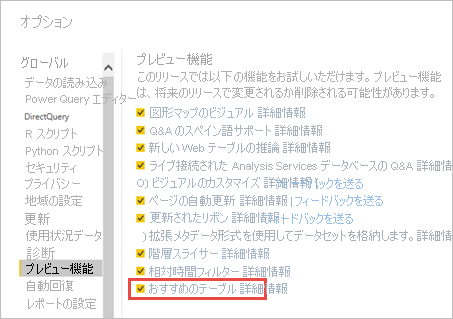 オプション
グローバル
データの読み込み
Power Query エディター
DirectQuery
R スクリプト
Python スクリプト
セキュリティ
プライバシー
地域の設定
更新
使用状況データ
診断
プレビュー機能
自動回復
レポートの設定
プレビュー機能
このリリースでは以下の機能をお試しいただけます。プレビュー機能
は、将来のリリースで変更されるか削除される可能性があります。
図形マップのビジュアル 詳細情報
Q&A のスペイン語サポート 詳細情報
新しい Web テーブルの推論 詳細情報
ライブ接続された Analysis Services データベースの Q&A 詳細情
O) ビジュアルのカスタマイズ 詳細情報 ックを送る
ページの自動更新 詳細情報 | フィードバックを送る
更新されたリボン 詳細情報 ードバックを送る
) 拡張メタデータ形式を使用してデータセットを格納します。詳細情
階層スライサー 詳細情報
相対時間フィルター 詳細情報
おすすめのテーブル 詳細情報